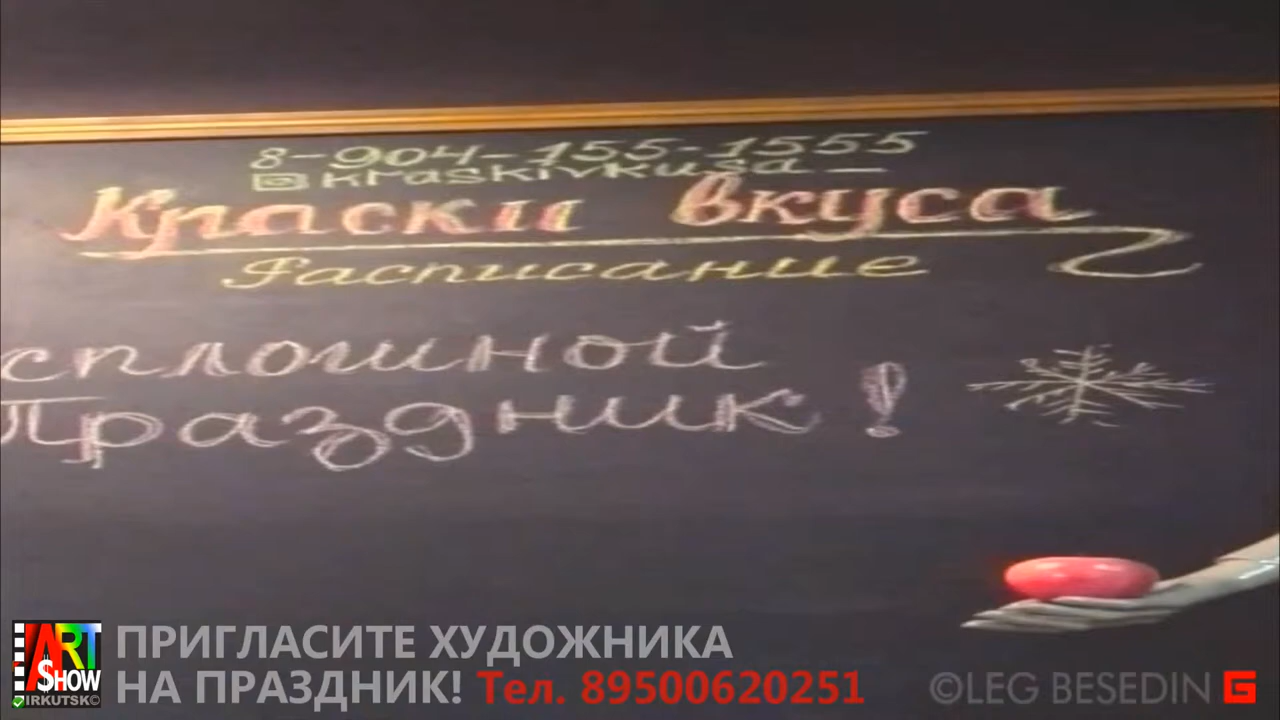 8-904-155-1555
kraskivkusa_
Краски вкуса
Расписание
сплошной
Праздник!
ART
$HOW
IRKUTSK©
ПРИГЛАСИТЕ ХУДОЖНИКА
НА ПРАЗДНИК! Тел. 89500620251
©LEG BESEDIN